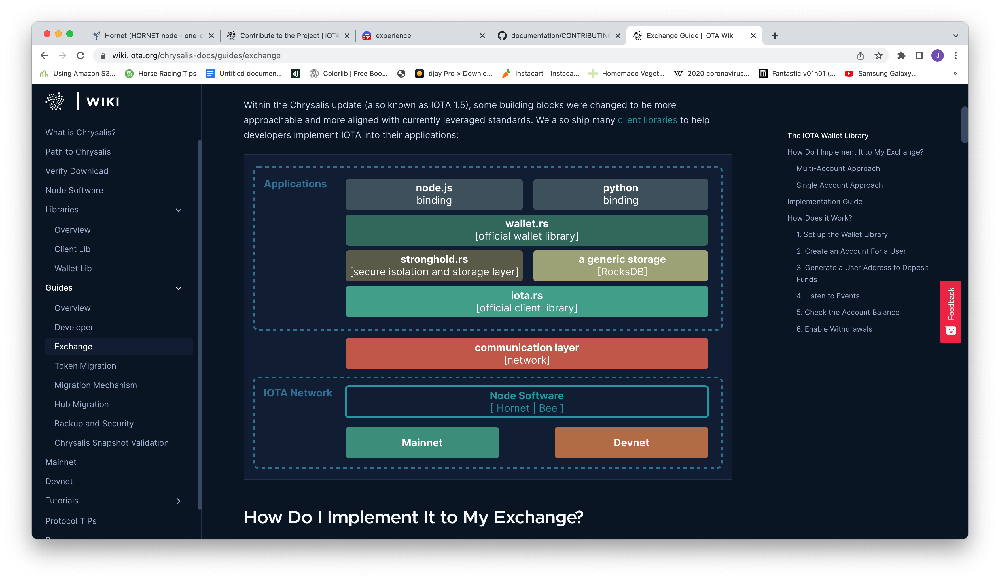 Hornet (HORNET node - one-c
Contribute to the Project | IOTA
209
experience
documentation/CONTRIBUTING
Exchange Guide | IOTA Wiki
wiki.iota.org/chrysalis-docs/guides/exchange
J
Using Amazon S3...
PP. NEWS
Horse Racing Tips
Untitled documen...
dj
Colorlib | Free Boo...
djay Pro » Downlo...
Instacart - Instaca...
Homemade Veget...
W
2020 coronavirus...
Fantastic v01n01 (...
Samsung Galaxy...
»
WIKI
What is Chrysalis?
Path to Chrysalis
Verify Download
Node Software
Libraries
Overview
Client Lib
Wallet Lib
Guides
Overview
Developer
Exchange
Token Migration
Migration Mechanism
Hub Migration
Backup and Security
Chrysalis Snapshot Validation
Mainnet
Devnet
Tutorials
Protocol TIPs
Within the Chrysalis update (also known as IOTA 1.5), some building blocks were changed to be more
approachable and more aligned with currently leveraged standards. We also ship many client libraries to help
developers implement IOTA into their applications:
Applications
node.js
binding
python
binding
wallet.rs
[official wallet library]
stronghold.rs
[secure isolation and storage layer]
a generic storage
[RocksDB]
iota.rs
[official client library]
communication layer
[network]
IOTA Network
Node Software
[ Hornet | Bee ]
Mainnet
Devnet
How Do I Implement It to My Exchange?
The IOTA Wallet Library
How Do I Implement It to My Exchange?
Multi-Account Approach
Single Account Approach
Implementation Guide
How Does it Work?
1. Set up the Wallet Library
2. Create an Account For a User
3. Generate a User Address to Deposit
Funds
4. Listen to Events
5. Check the Account Balance
6. Enable Withdrawals
Feedback